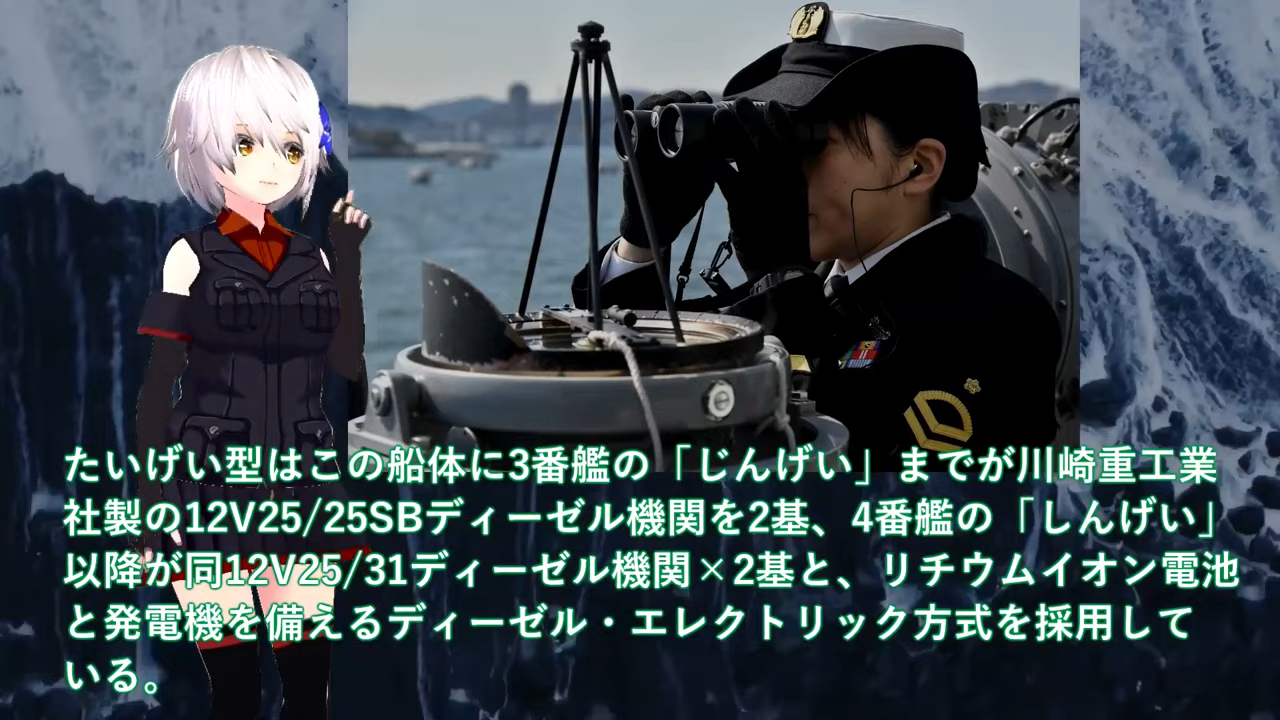 たいげい型はこの船体に3番艦の「じんげい」までが川崎重工業
社製の12V25/25SBディーゼル機関を2基、4番艦の「しんげい」
以降が同12V25/31ディーゼル機関×2基と、リチウムイオン電池
と発電機を備えるディーゼル・エレクトリック方式を採用して
いる。